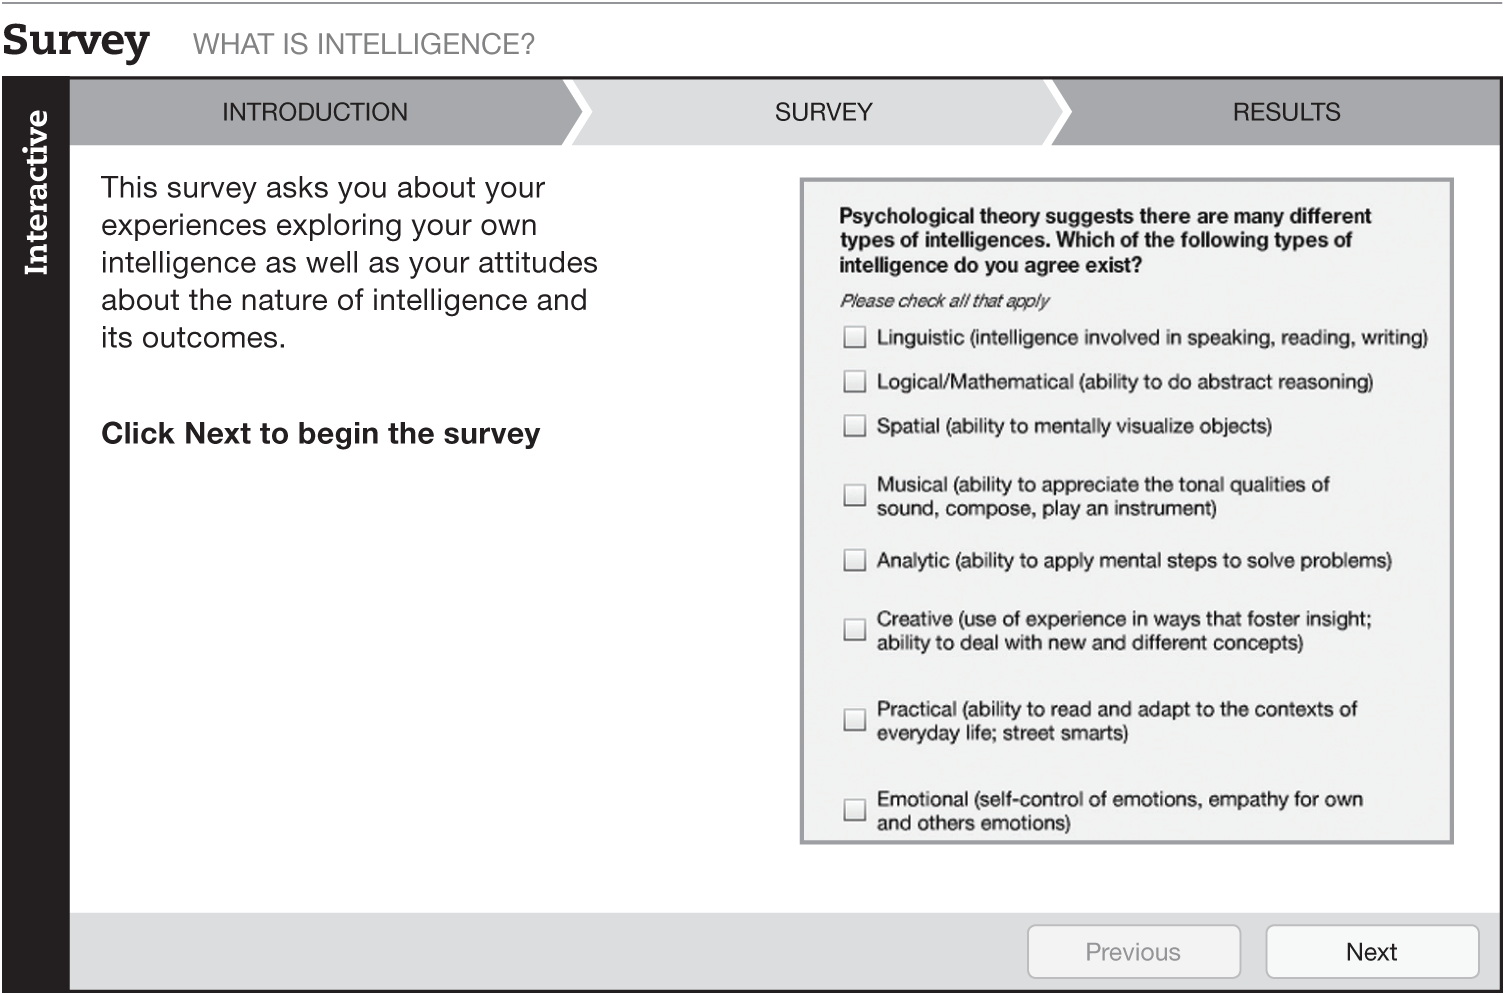 Survey WHAT IS INTELLIGENCE?
Interactive
INTRODUCTION
SURVEY
RESULTS
This survey asks you about your
experiences exploring your own
intelligence as well as your attitudes
about the nature of intelligence and
its outcomes.
Click Next to begin the survey
Psychological theory suggests there are many different
types of intelligences. Which of the following types of
intelligence do you agree exist?
Please check all that apply
Linguistic (intelligence involved in speaking, reading, writing)
Logical/Mathematical (ability to do abstract reasoning)
Spatial (ability to mentally visualize objects)
Musical (ability to appreciate the tonal qualities of
sound, compose, play an instrument)
Analytic (ability to apply mental steps to solve problems)
Creative (use of experience in ways that foster insight;
ability to deal with new and different concepts)
Practical (ability to read and adapt to the contexts of
everyday life; street smarts)
Emotional (self-control of emotions, empathy for own
and others emotions)
Previous
Next